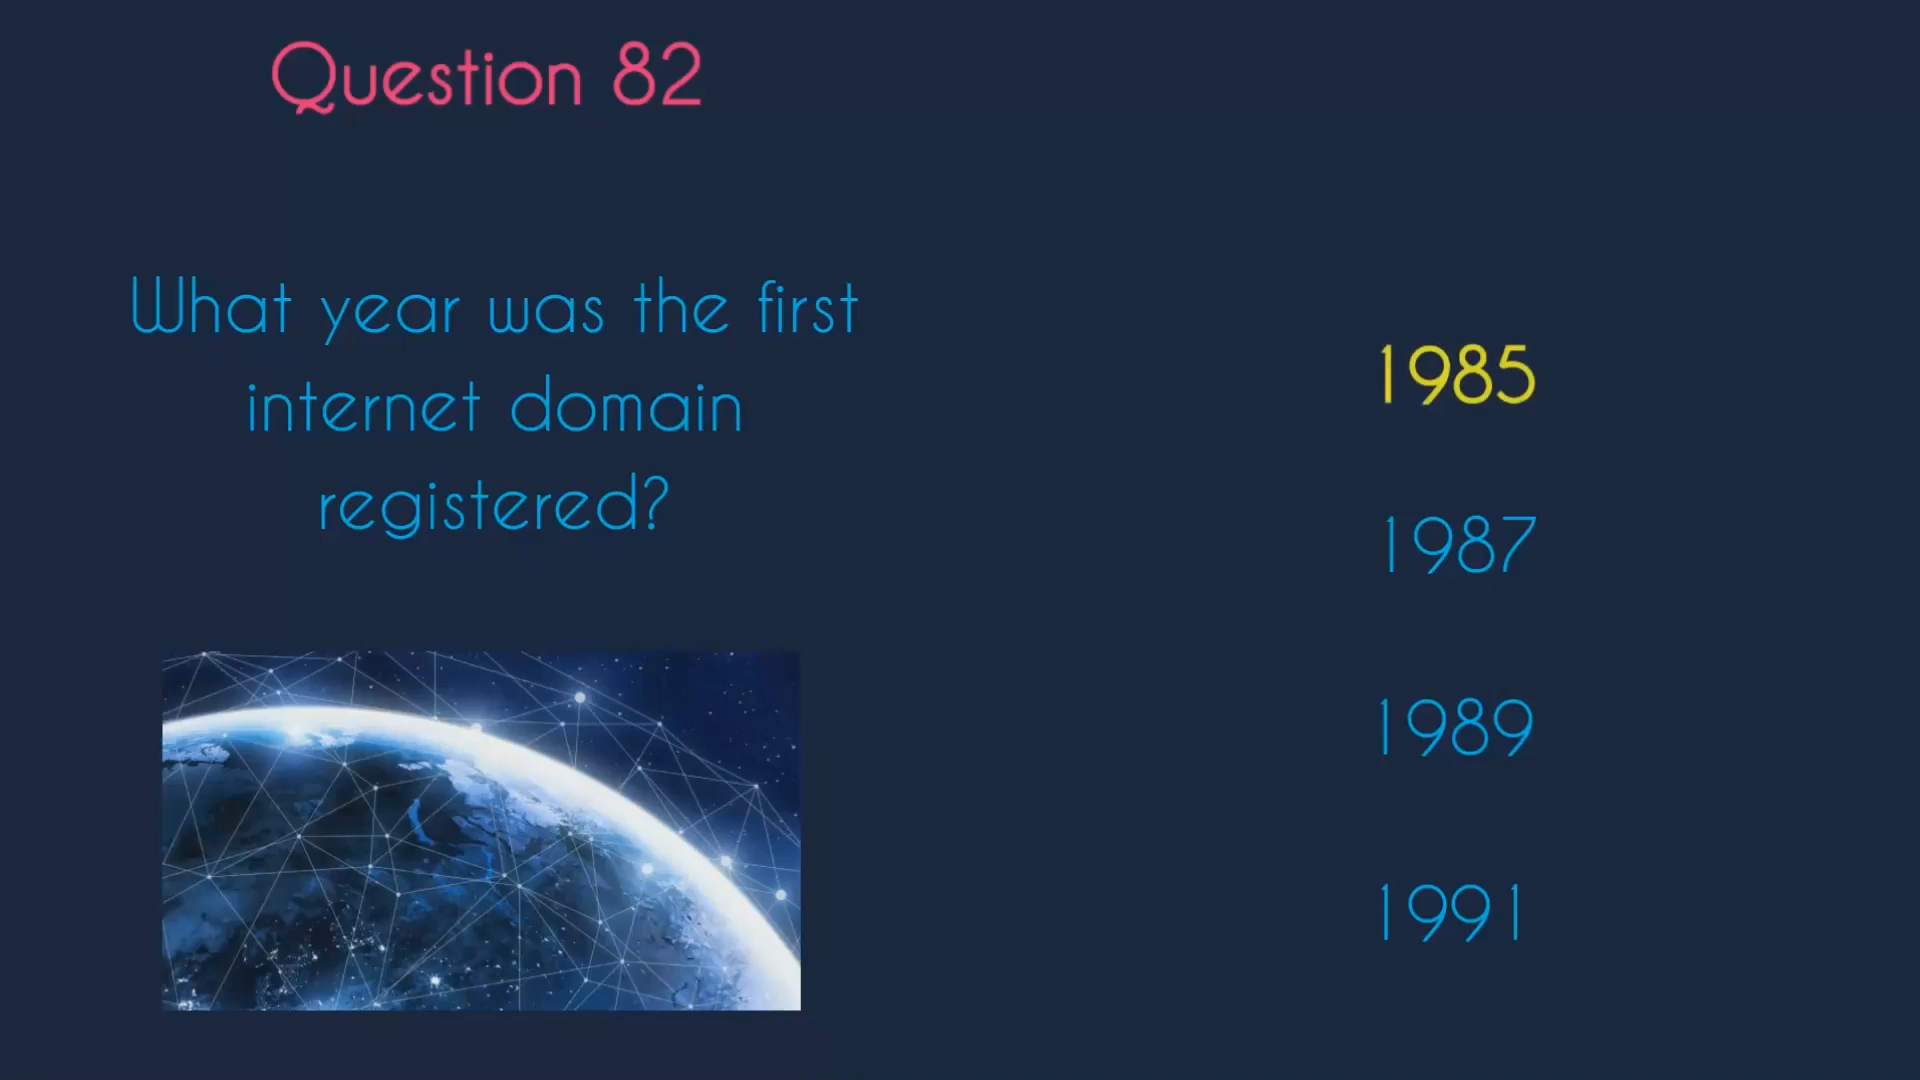 Question 82
What year was the first
internet domain
registered?
1985
1987
1989
1991